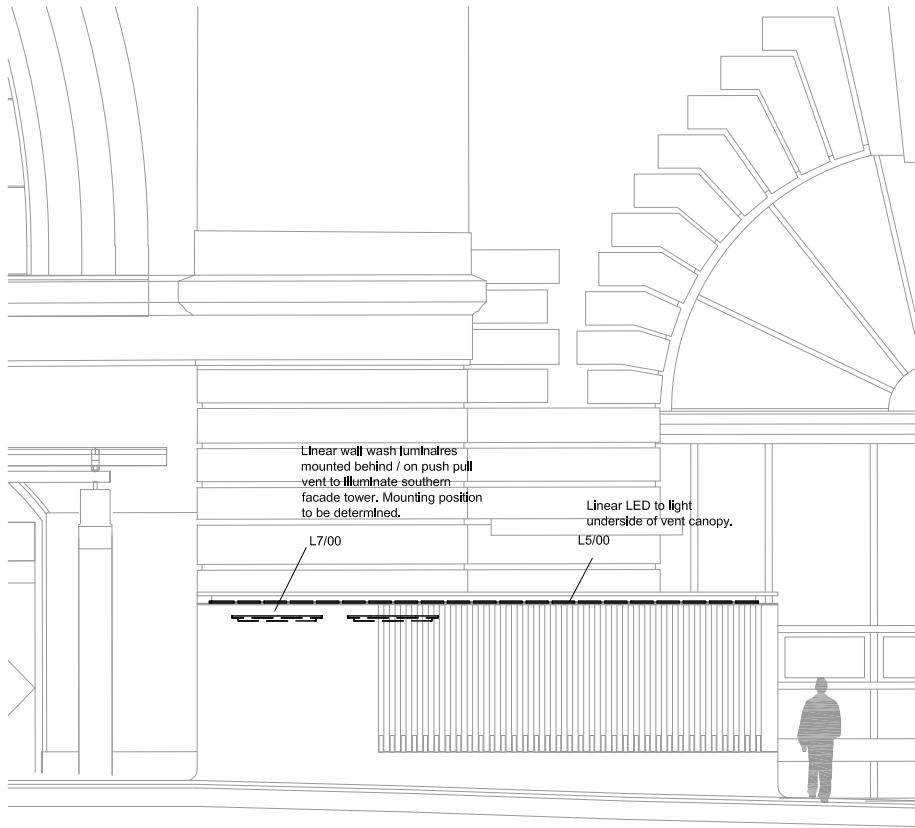 Linear wall wash luminaires
mounted behind / on push pull
vent to illuminate southern
facade tower. Mounting position
to be determined.
L7/00
Linear LED to light
underside of vent canopy.
L5/00